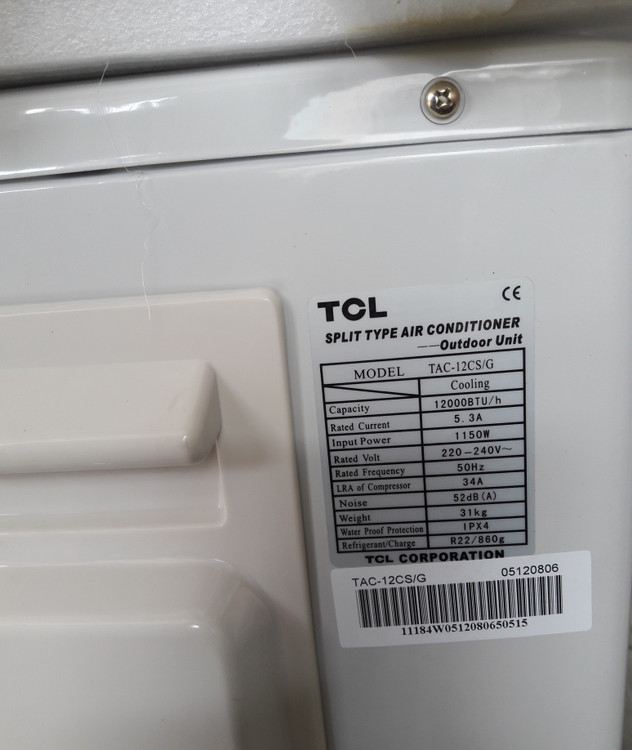 TCL CE
SPLIT TYPE AIR CONDITIONER
——Outdoor Unit
MODEL TAC-12CS/G
Cooling
Capacity 12000BTU/h
Rated Current 5.3A
Input Power 1150W
Rated Volt 220-240V~
Rated Frequency 50Hz
LRA of Compressor 34A
Noise 52dB(A)
Weight 31kg
Water Proof Protection IPX4
Refrigerant/Charge R22/860g
TCL CORPORATION
TAC-12CS/G 05120806
11184W0512080650515